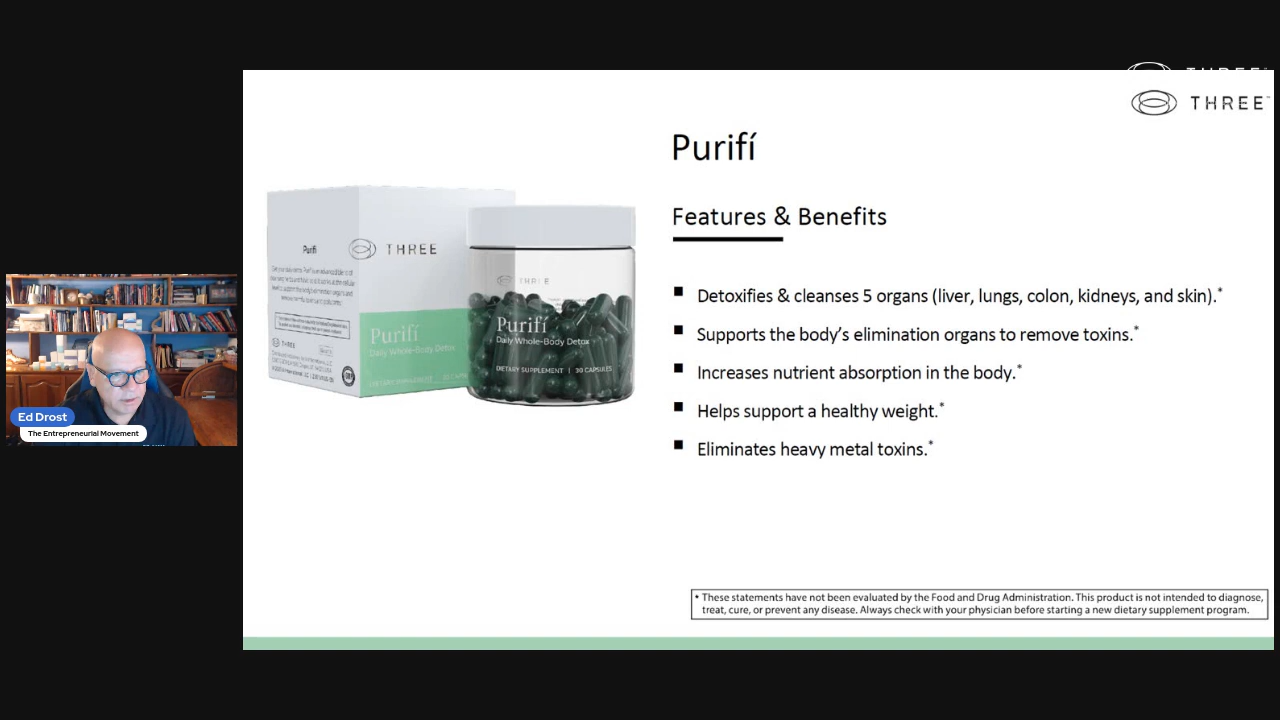 THREE™
Purifí
Features & Benefits
■ Detoxifies & cleanses 5 organs (liver, lungs, colon, kidneys, and skin).*
■ Supports the body’s elimination organs to remove toxins.*
■ Increases nutrient absorption in the body.*
■ Helps support a healthy weight.*
■ Eliminates heavy metal toxins.*
Purifí
THREE
THREE
Purifí
Daily Whole-Body Detox
DIETARY SUPPLEMENT
THREE
Purifí
Daily Whole-Body Detox
DIETARY SUPPLEMENT | 30 CAPSULES
Ed Drost
The Entrepreneurial Movement
* These statements have not been evaluated by the Food and Drug Administration. This product is not intended to diagnose,
treat, cure, or prevent any disease. Always check with your physician before starting a new dietary supplement program.